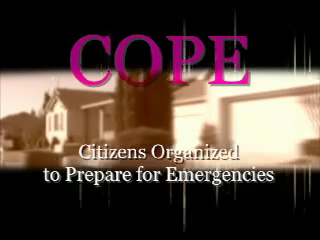 COPE
Citizens Organized
to Prepare for Emergencies